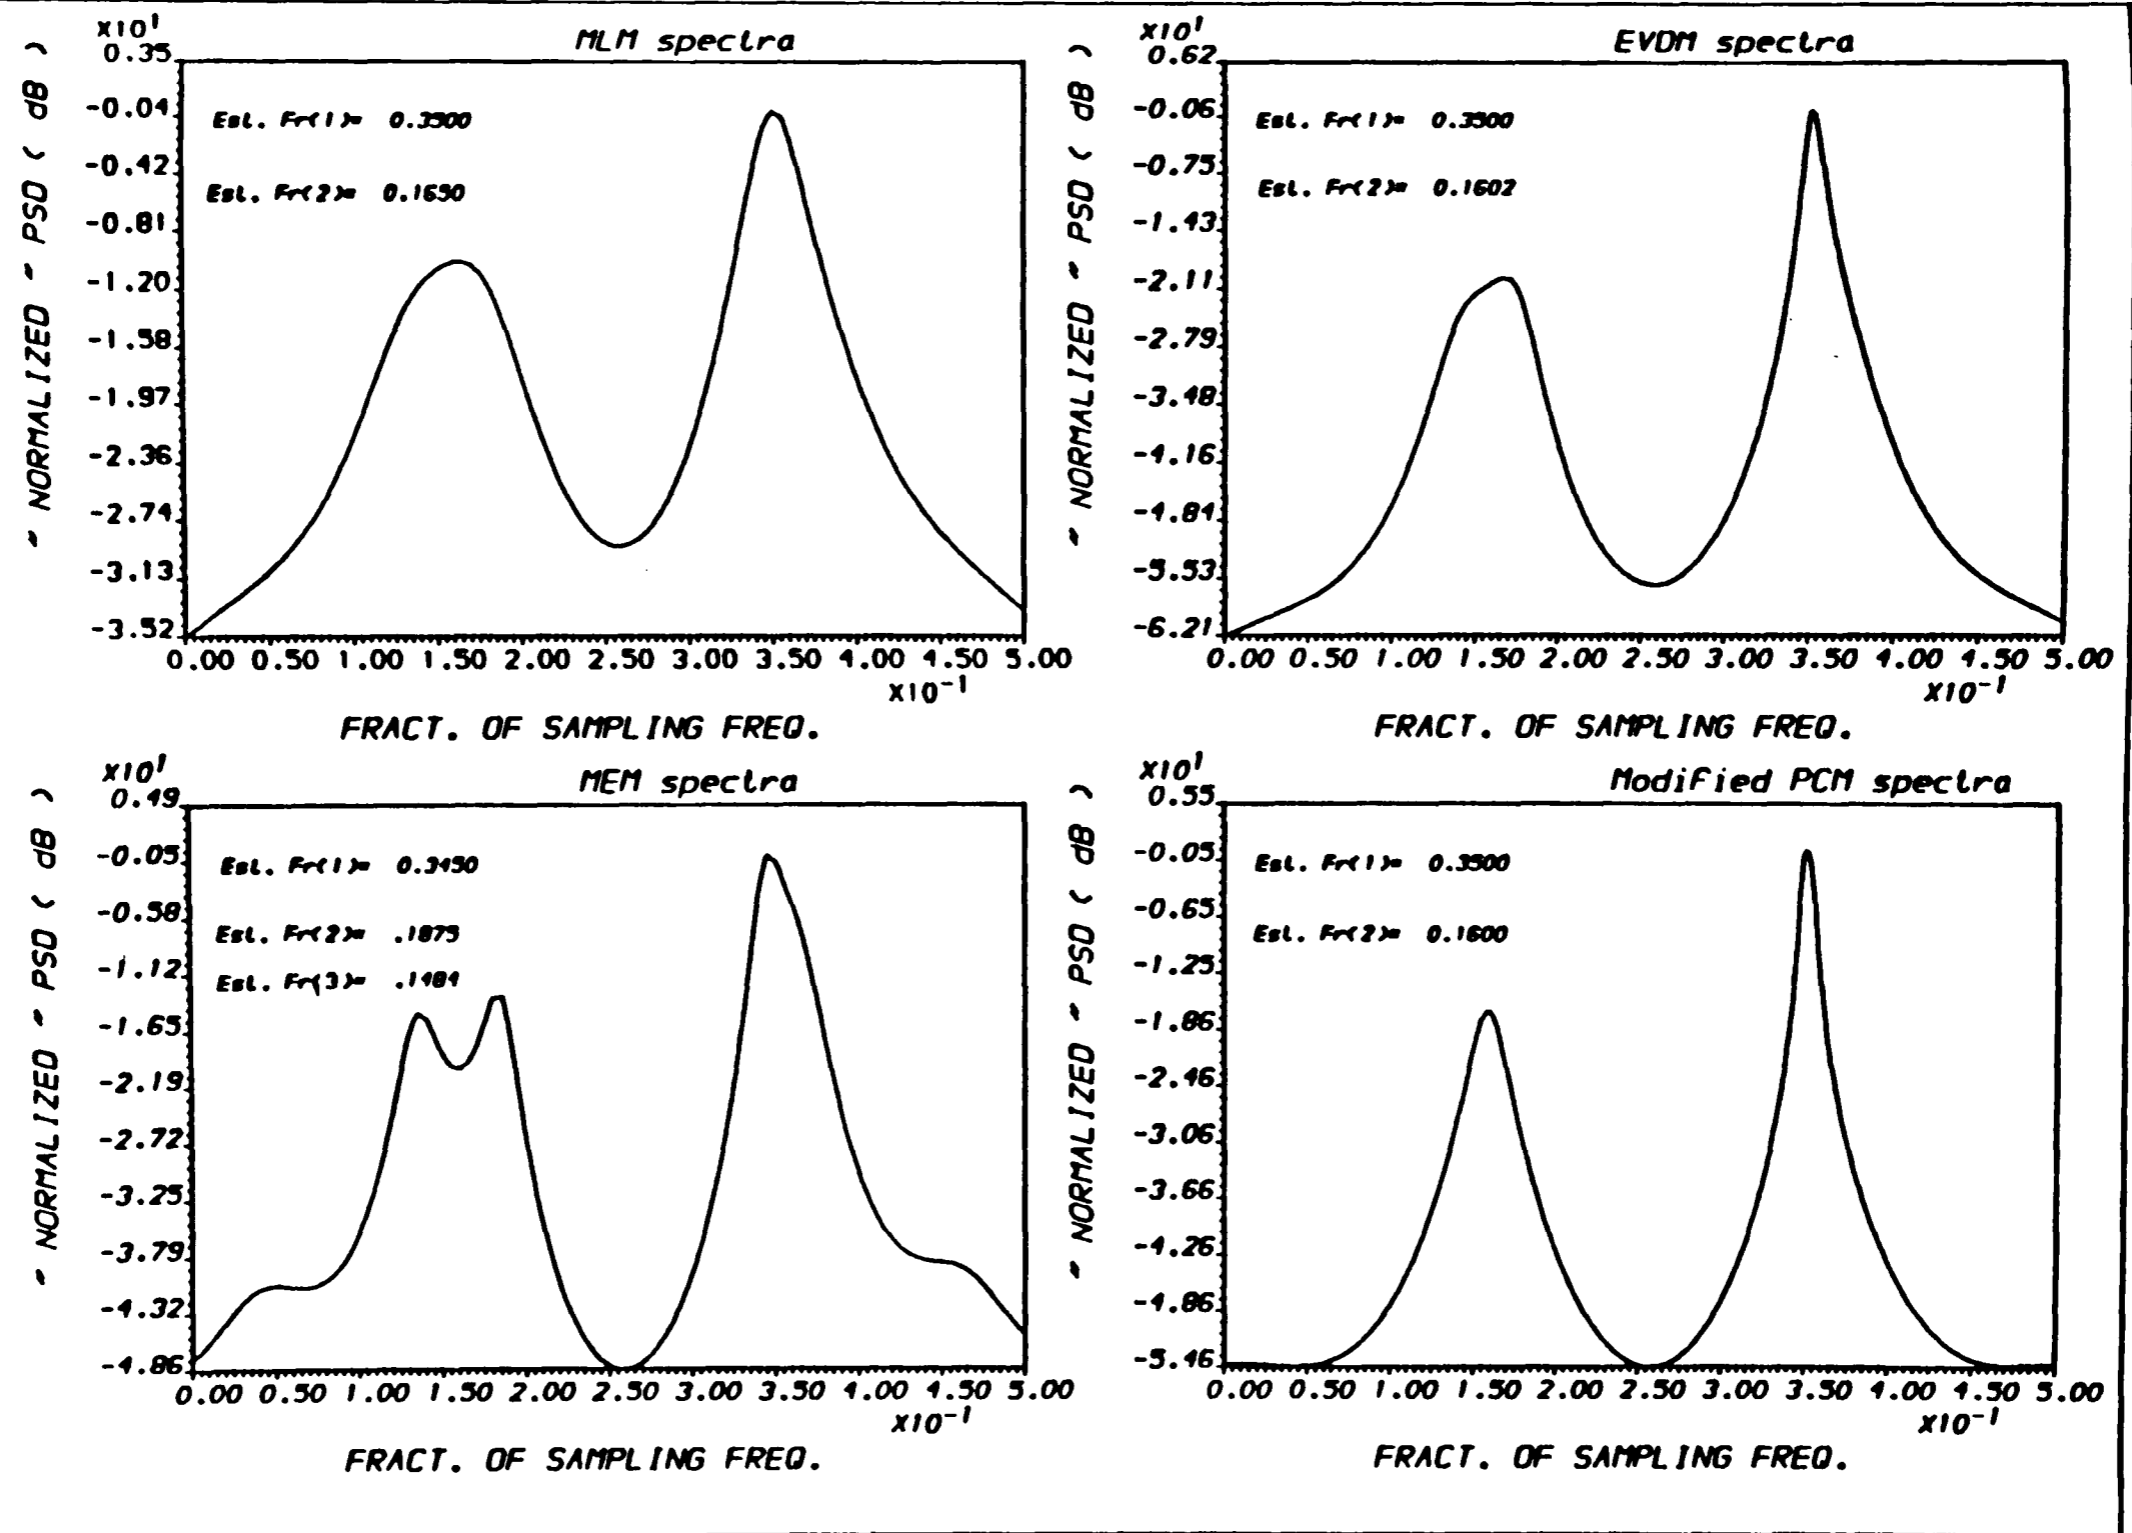 x10¹
MLM spectra
0.35
-0.04
-0.42
-0.81
-1.20
-1.58
-1.97
-2.36
-2.74
-3.13
-3.52
" NORMALIZED " PSD ( dB )
Est. Fr(1)= 0.3500
Est. Fr(2)= 0.1650
0.00 0.50 1.00 1.50 2.00 2.50 3.00 3.50 4.00 4.50 5.00
x10⁻¹
FRACT. OF SAMPLING FREQ.
x10¹
EVDM spectra
0.62
-0.06
-0.75
-1.43
-2.11
-2.79
-3.48
-4.16
-4.84
-5.53
-6.21
" NORMALIZED " PSD ( dB )
Est. Fr(1)= 0.3500
Est. Fr(2)= 0.1602
0.00 0.50 1.00 1.50 2.00 2.50 3.00 3.50 4.00 4.50 5.00
x10⁻¹
FRACT. OF SAMPLING FREQ.
x10¹
MEM spectra
0.49
-0.05
-0.58
-1.12
-1.65
-2.19
-2.72
-3.25
-3.79
-4.32
-4.86
" NORMALIZED " PSD ( dB )
Est. Fr(1)= 0.3450
Est. Fr(2)= .1875
Est. Fr(3)= .1484
0.00 0.50 1.00 1.50 2.00 2.50 3.00 3.50 4.00 4.50 5.00
x10⁻¹
FRACT. OF SAMPLING FREQ.
x10¹
Modified PCM spectra
0.55
-0.05
-0.65
-1.25
-1.86
-2.46
-3.06
-3.66
-4.26
-4.86
-5.46
" NORMALIZED " PSD ( dB )
Est. Fr(1)= 0.3500
Est. Fr(2)= 0.1600
0.00 0.50 1.00 1.50 2.00 2.50 3.00 3.50 4.00 4.50 5.00
x10⁻¹
FRACT. OF SAMPLING FREQ.